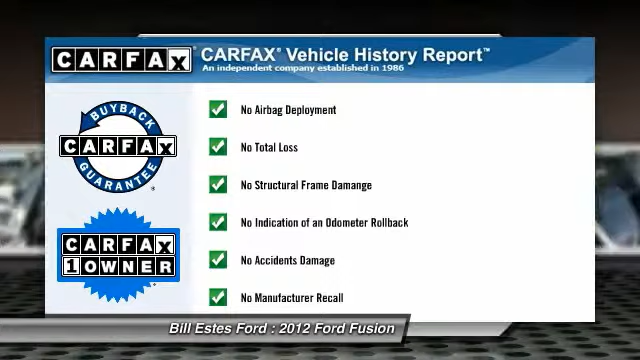 CARFAX
CARFAX® Vehicle History Report™
An independent company established in 1986
BUYBACK
CARFAX
GUARANTEE®
CARFAX
1 OWNER
No Airbag Deployment
No Total Loss
No Structural Frame Damange
No Indication of an Odometer Rollback
No Accidents Damage
No Manufacturer Recall
Bill Estes Ford : 2012 Ford Fusion